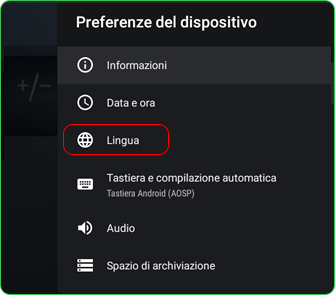 Preferenze del dispositivo
Informazioni
Data e ora
Lingua
Tastiera e compilazione automatica
Tastiera Android (AOSP)
Audio
Spazio di archiviazione